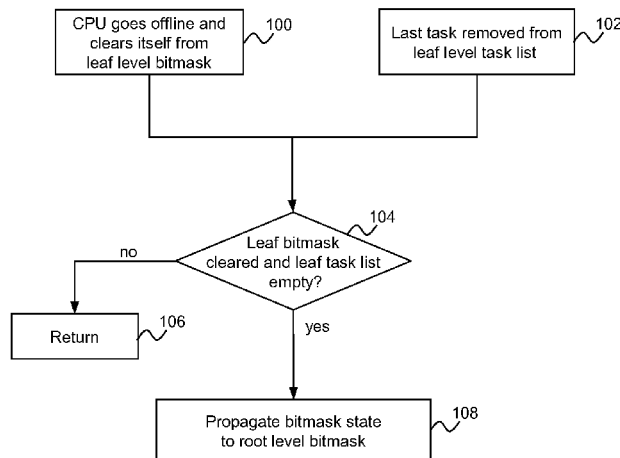 CPU goes offline and
clears itself from
leaf level bitmask
100
Last task removed from
leaf level task list
102
104
Leaf bitmask
cleared and leaf task list
empty?
no
Return
106
yes
Propagate bitmask state
to root level bitmask
108